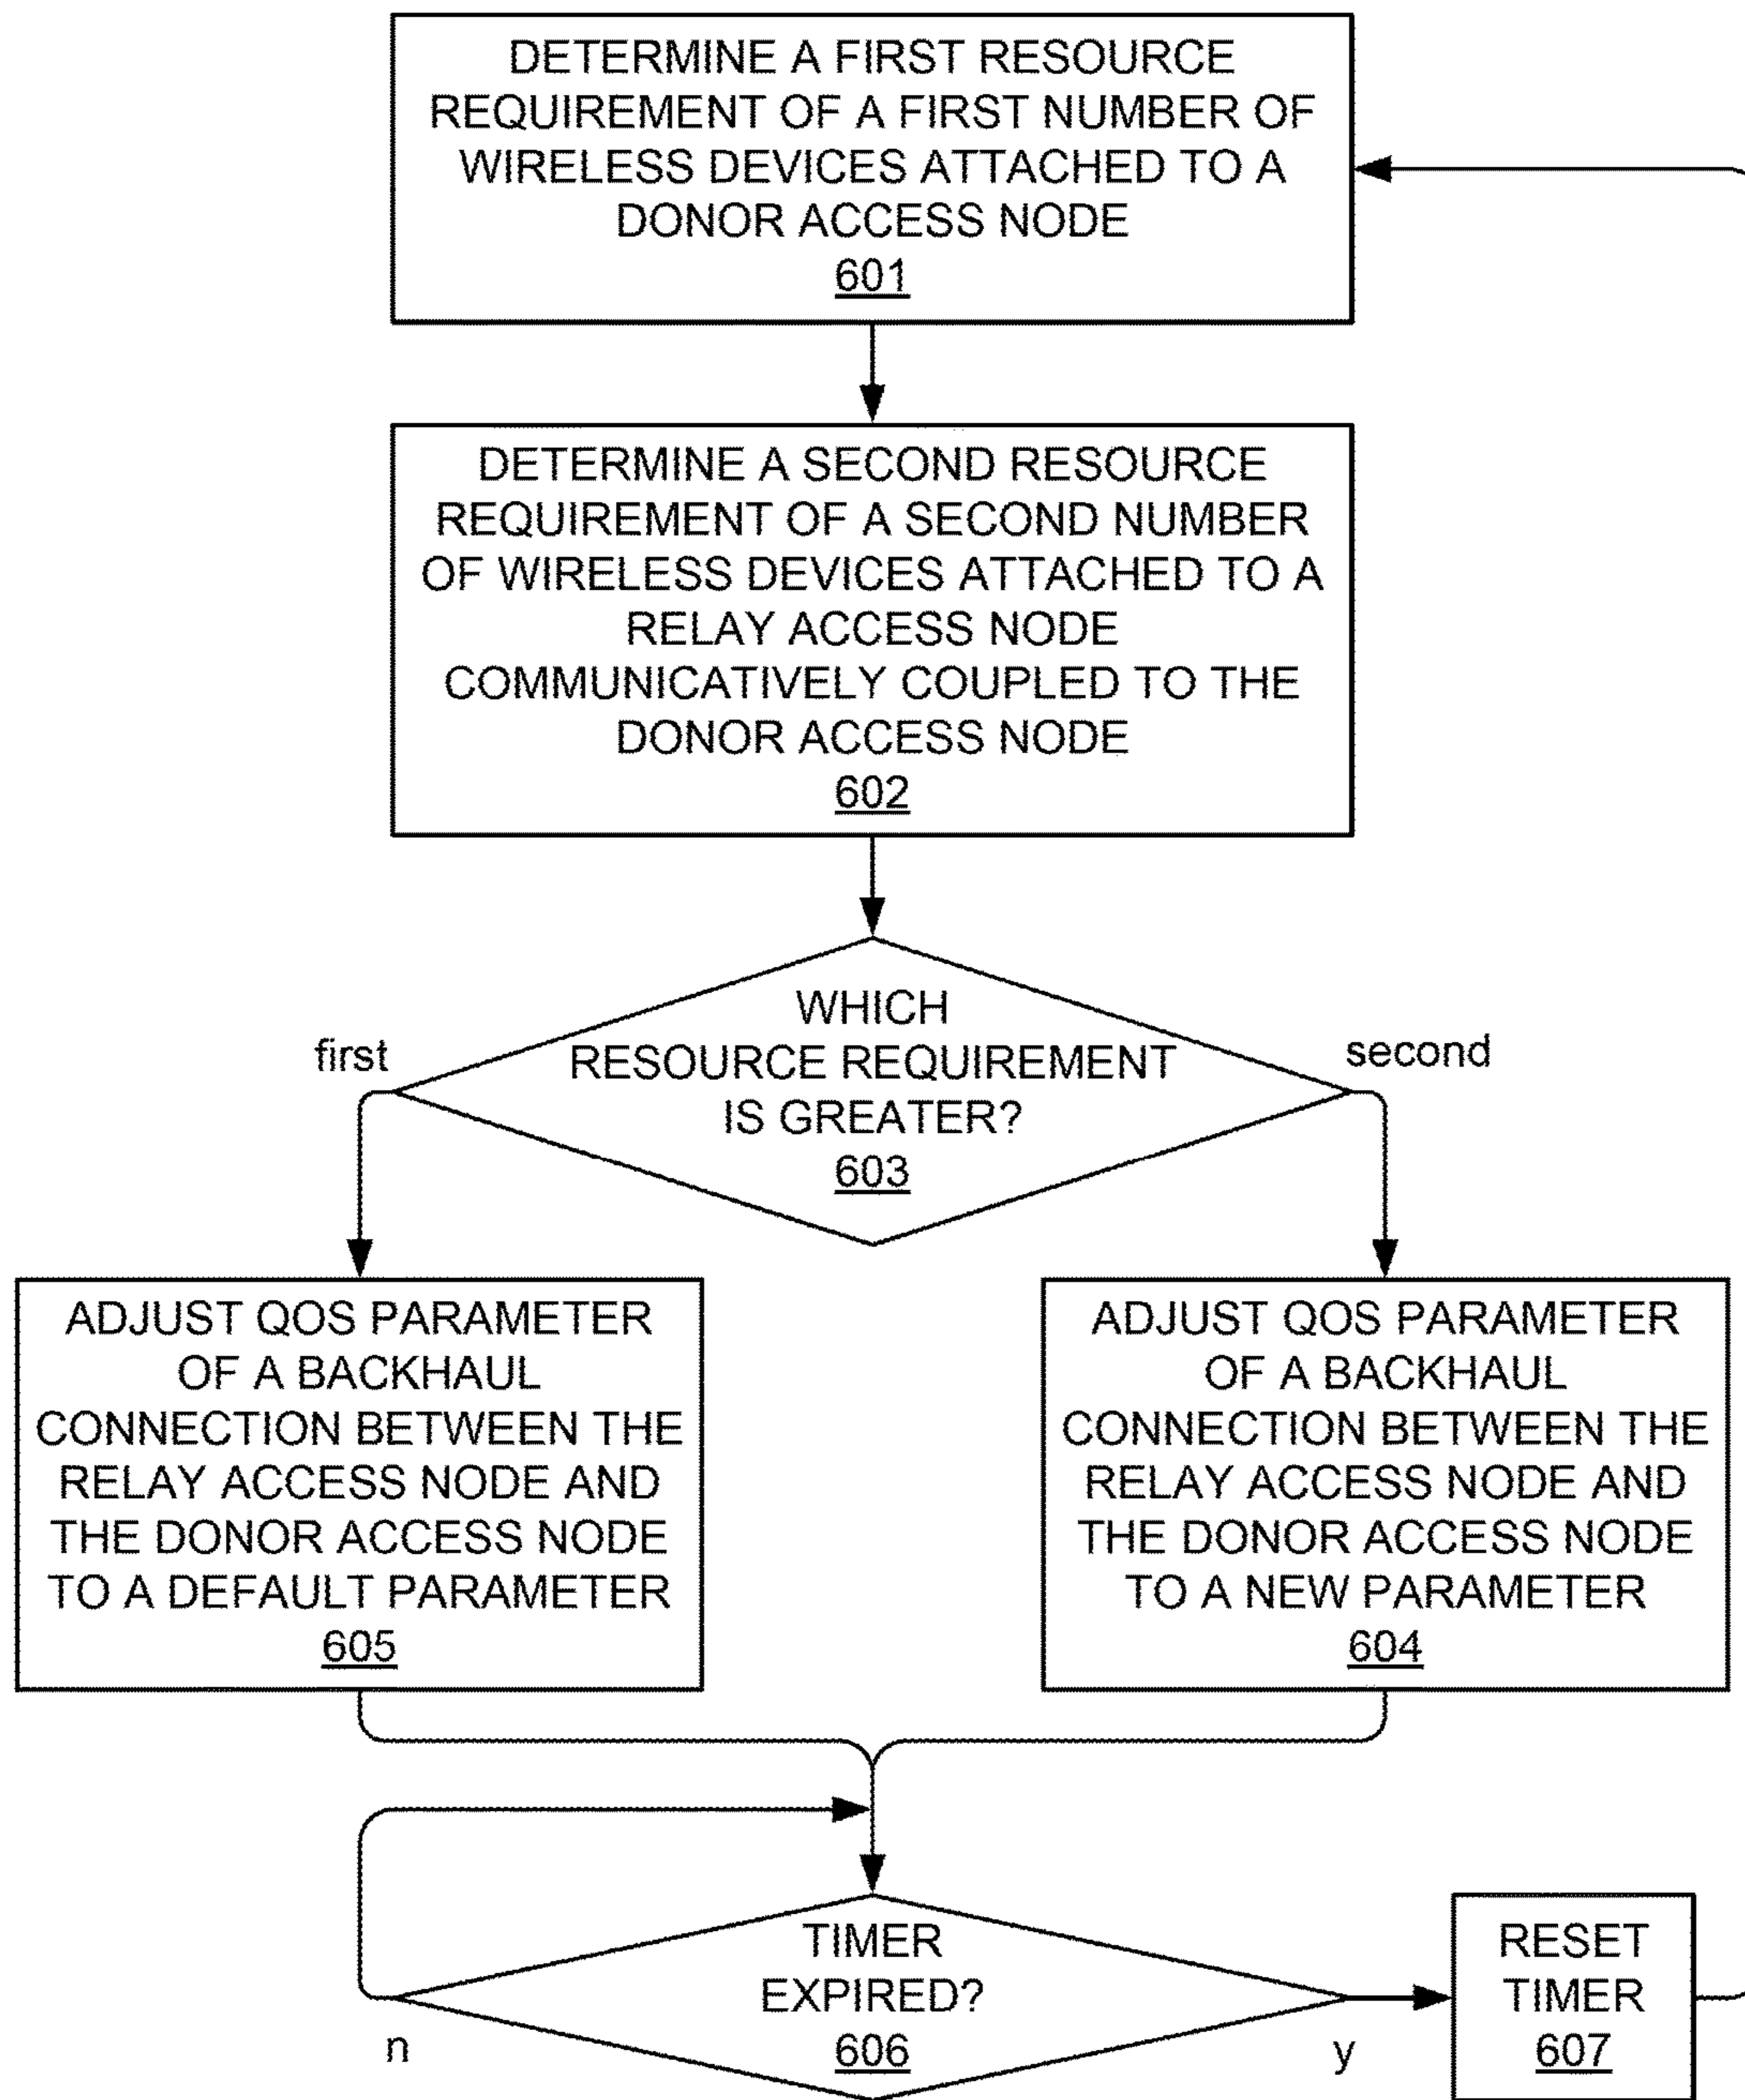 DETERMINE A FIRST RESOURCE
REQUIREMENT OF A FIRST NUMBER OF
WIRELESS DEVICES ATTACHED TO A
DONOR ACCESS NODE
601
DETERMINE A SECOND RESOURCE
REQUIREMENT OF A SECOND NUMBER
OF WIRELESS DEVICES ATTACHED TO A
RELAY ACCESS NODE
COMMUNICATIVELY COUPLED TO THE
DONOR ACCESS NODE
602
WHICH
RESOURCE REQUIREMENT
IS GREATER?
603
first
second
ADJUST QOS PARAMETER
OF A BACKHAUL
CONNECTION BETWEEN THE
RELAY ACCESS NODE AND
THE DONOR ACCESS NODE
TO A DEFAULT PARAMETER
605
ADJUST QOS PARAMETER
OF A BACKHAUL
CONNECTION BETWEEN THE
RELAY ACCESS NODE AND
THE DONOR ACCESS NODE
TO A NEW PARAMETER
604
TIMER
EXPIRED?
606
n
y
RESET
TIMER
607